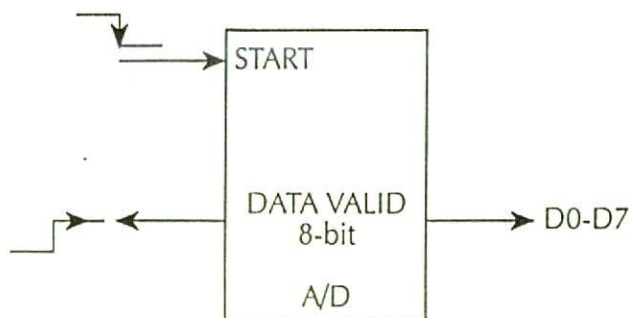 START
DATA VALID
8-bit
D0-D7
A/D